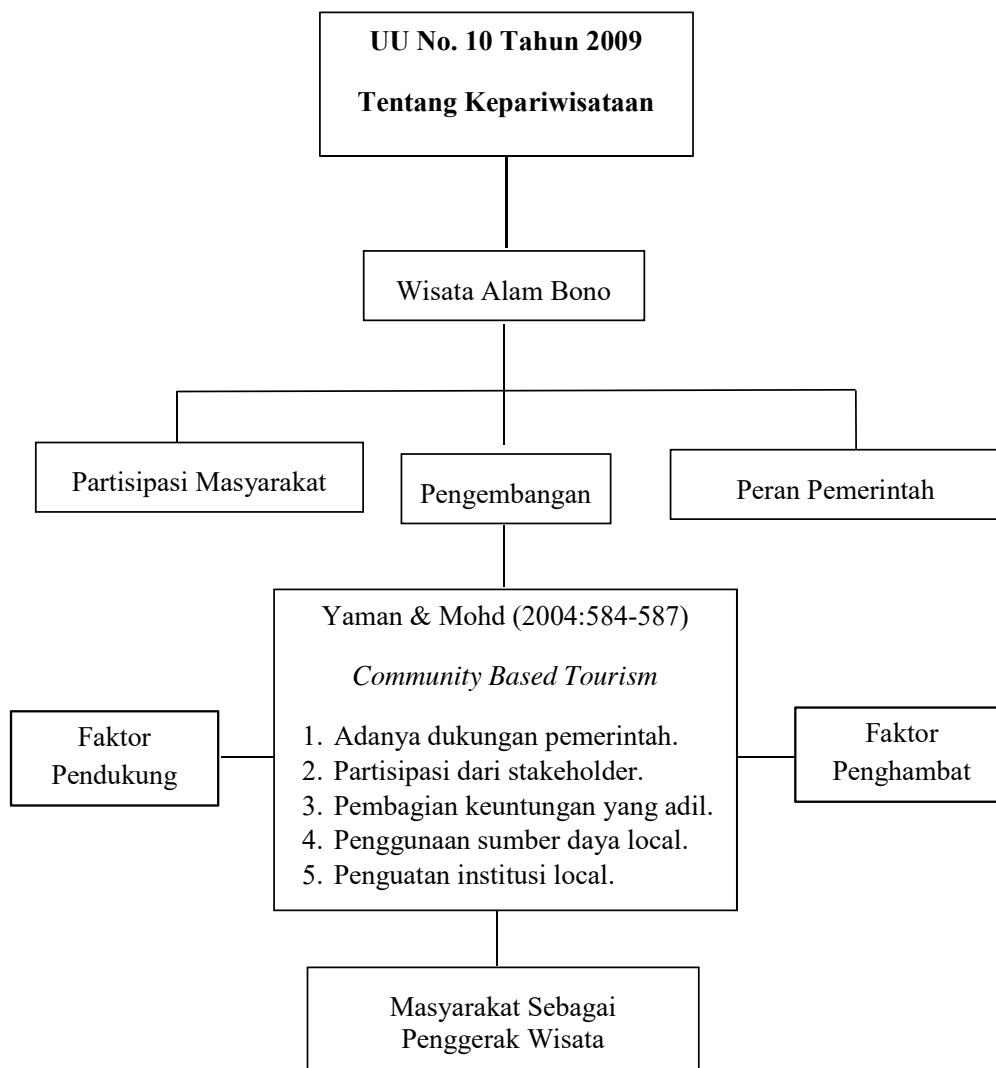 UU No. 10 Tahun 2009
Tentang Kepariwisataan
Wisata Alam Bono
Partisipasi Masyarakat
Pengembangan
Peran Pemerintah
Yaman & Mohd (2004:584-587)
Community Based Tourism
1. Adanya dukungan pemerintah.
2. Partisipasi dari stakeholder.
3. Pembagian keuntungan yang adil.
4. Penggunaan sumber daya local.
5. Penguatan institusi local.
Faktor
Pendukung
Faktor
Penghambat
Masyarakat Sebagai
Penggerak Wisata